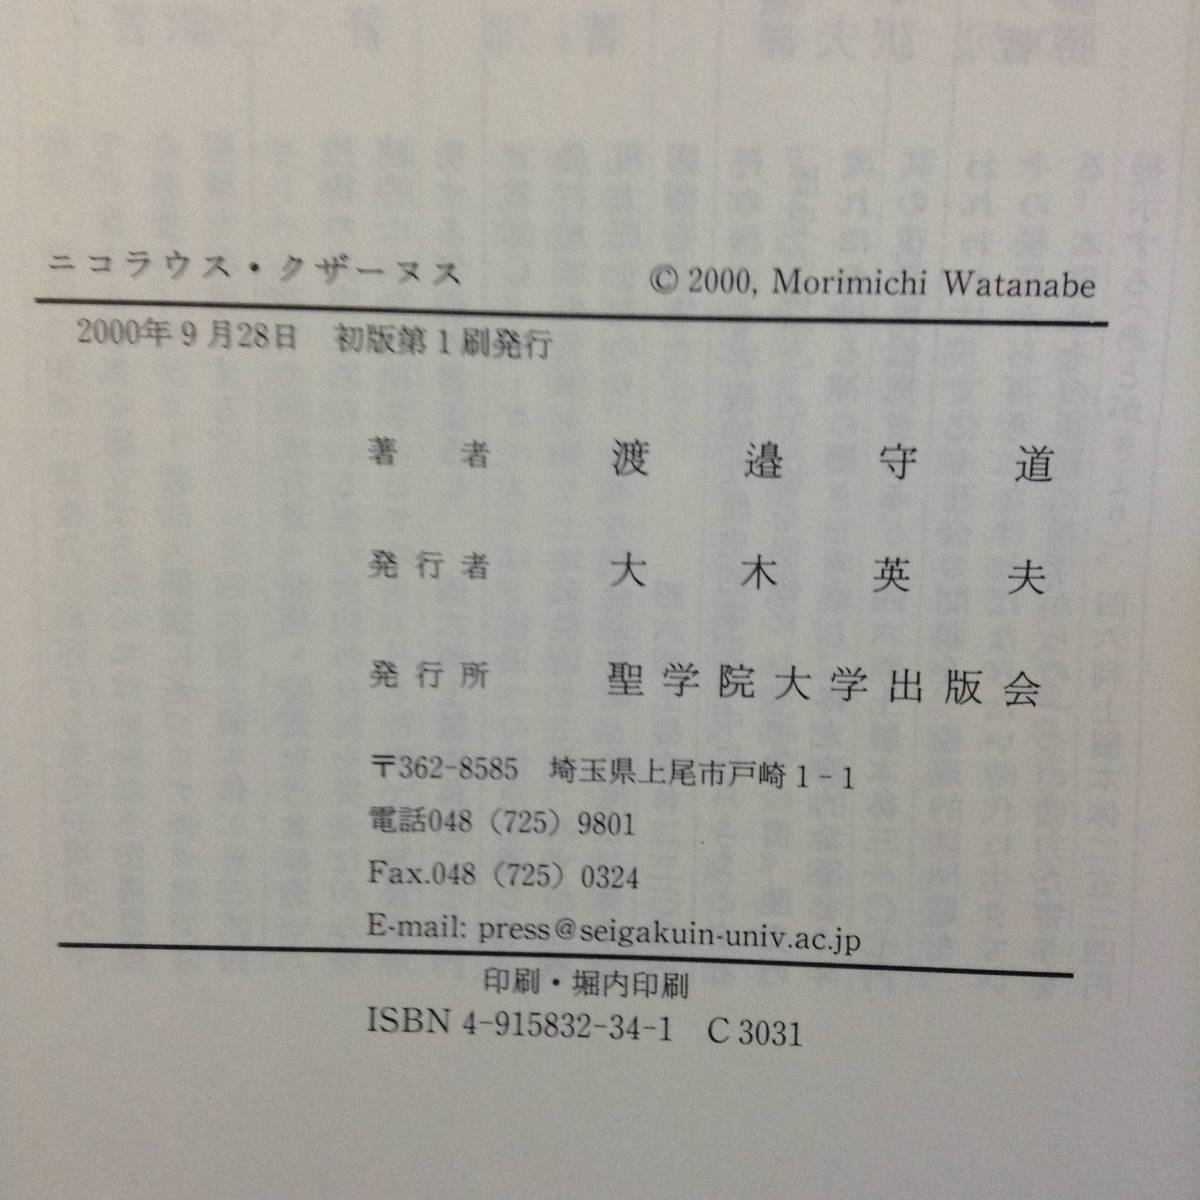 ニコラウス・クザーヌス © 2000, Morimichi Watanabe
2000年9月28日 初版第1刷発行
著者 渡邉守道
発行者 大木英夫
発行所 聖学院大学出版会
〒362-8585 埼玉県上尾市戸崎1-1
電話048(725)9801
Fax.048(725)0324
E-mail: press@seigakuin-univ.ac.jp
印刷・堀内印刷
ISBN 4-915832-34-1 C3031